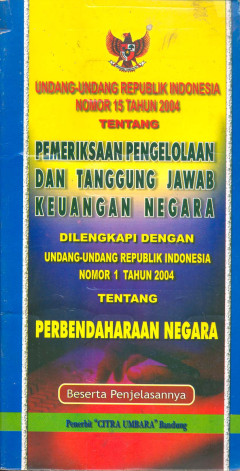 UNDANG-UNDANG REPUBLIK INDONESIA
NOMOR 15 TAHUN 2004
TENTANG
PEMERIKSAAN PENGELOLAAN
DAN TANGGUNG JAWAB
KEUANGAN NEGARA
DILENGKAPI DENGAN
UNDANG-UNDANG REPUBLIK INDONESIA
NOMOR 1 TAHUN 2004
TENTANG
PERBENDAHARAAN NEGARA
Beserta Penjelasannya
Penerbit "CITRA UMBARA" Bandung